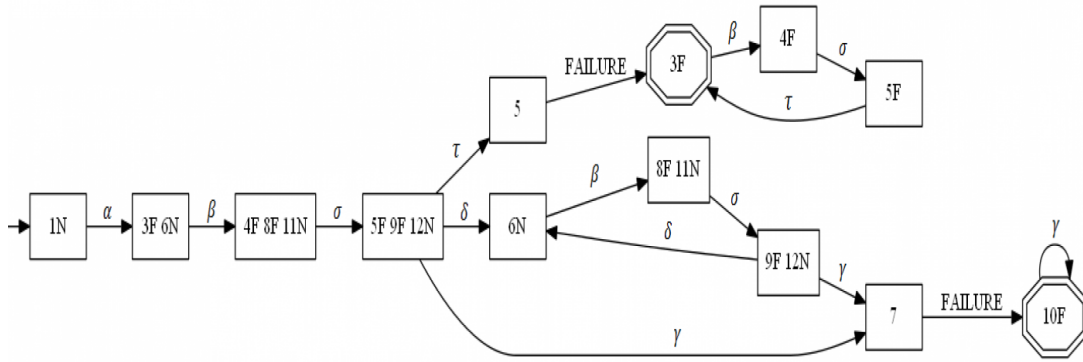 β
4F
σ
FAILURE
3F
5F
τ
5
τ
β
8F 11N
σ
1N
α
3F 6N
β
4F 8F 11N
σ
5F 9F 12N
δ
6N
δ
9F 12N
γ
γ
7
FAILURE
10F
γ